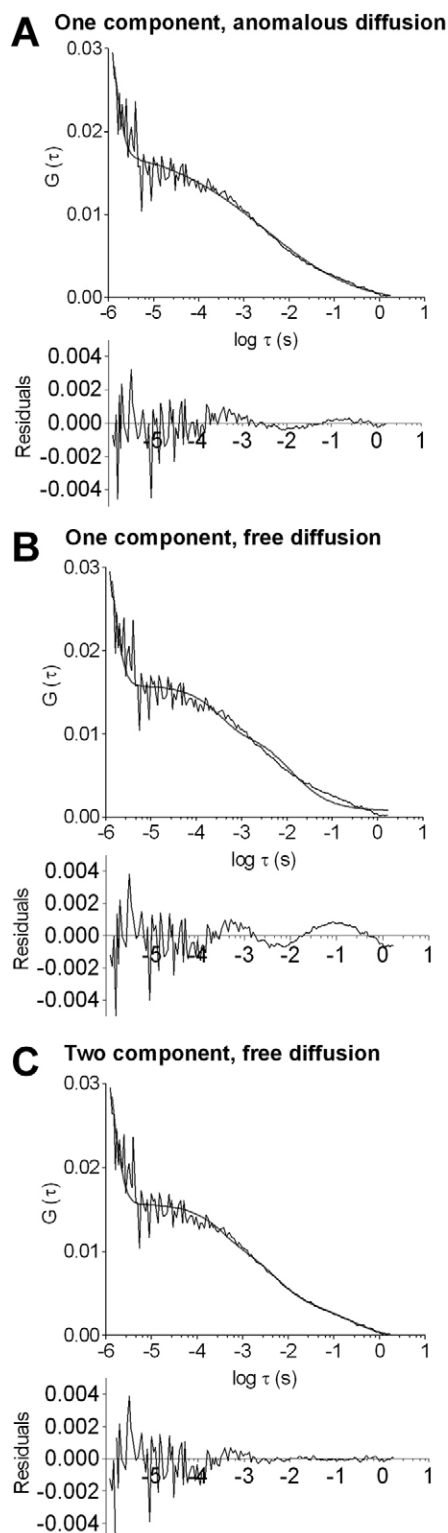 A One component, anomalous diffusion
0.03
0.02
G (τ)
0.01
0.00
-6 -5 -4 -3 -2 -1 0 1
log τ (s)
0.004
0.002
Residuals
0.000
-5 -4 -3 -2 -1 0 1
-0.002
-0.004
B One component, free diffusion
0.03
0.02
G (τ)
0.01
0.00
-6 -5 -4 -3 -2 -1 0 1
log τ (s)
0.004
0.002
Residuals
0.000
-5 -4 -3 -2 -1 0 1
-0.002
-0.004
C Two component, free diffusion
0.03
0.02
G (τ)
0.01
0.00
-6 -5 -4 -3 -2 -1 0 1
log τ (s)
0.004
0.002
Residuals
0.000
-5 -4 -3 -2 -1 0 1
-0.002
-0.004